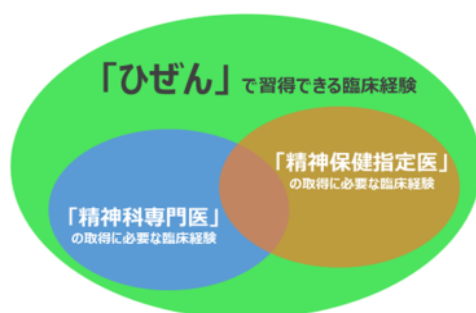 「ひぜん」で習得できる臨床経験
「精神保健指定医」
の取得に必要な臨床経験
「精神科専門医」
の取得に必要な臨床経験